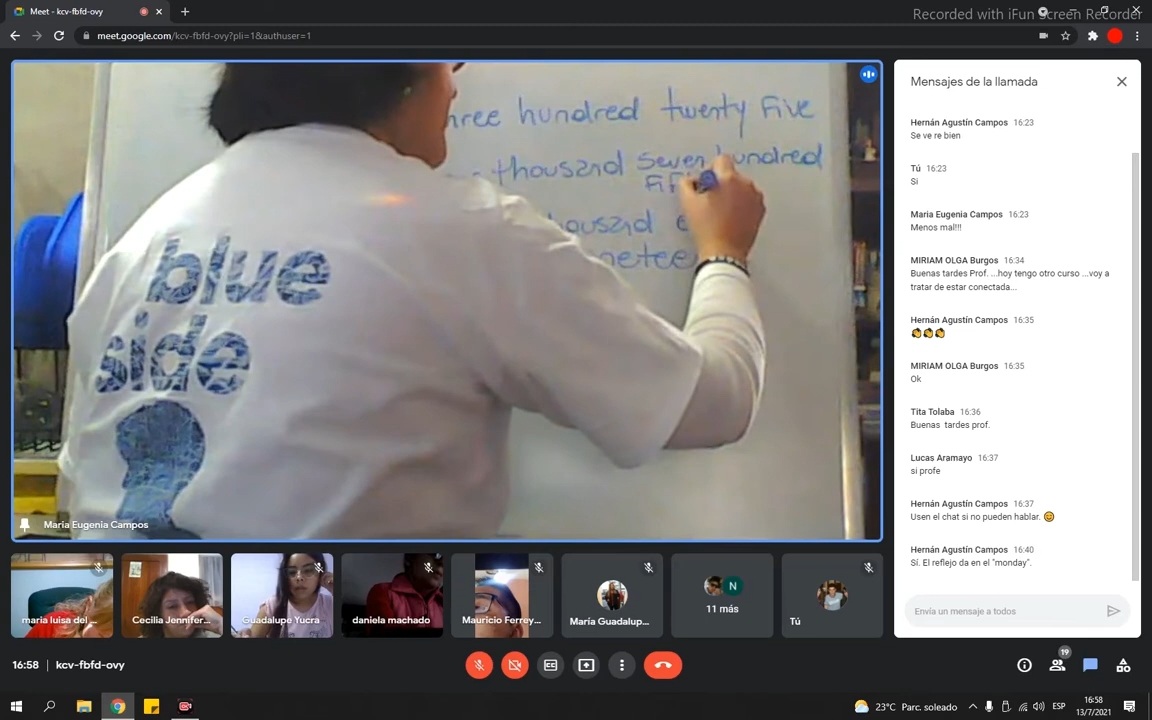 Meet - kcv-fbfd-ovy
Recorded with iFun Screen Recorder
meet.google.com/kcv-fbfd-ovy?pli=1&authuser=1
hree hundred twenty Five
thousand seven hundred
housand
netee
blue
side
Maria Eugenia Campos
maria luisa del ...
Cecilia Jennifer...
Guadalupe Yucra
daniela machado
Mauricio Ferrey...
María Guadalup...
N
11 más
Tú
Mensajes de la llamada
Hernán Agustín Campos 16:23
Se ve re bien
Tú 16:23
Si
Maria Eugenia Campos 16:23
Menos mal!!!
MIRIAM OLGA Burgos 16:34
Buenas tardes Prof. ...hoy tengo otro curso ...voy a
tratar de estar conectada...
Hernán Agustín Campos 16:35
MIRIAM OLGA Burgos 16:35
Ok
Tita Tolaba 16:36
Buenas tardes prof.
Lucas Aramayo 16:37
si profe
Hernán Agustín Campos 16:37
Usen el chat si no pueden hablar.
Hernán Agustín Campos 16:40
Sí. El reflejo da en el "monday".
Envía un mensaje a todos
16:58 kcv-fbfd-ovy
19
23°C Parc. soleado
ESP
16:58
13/7/2021